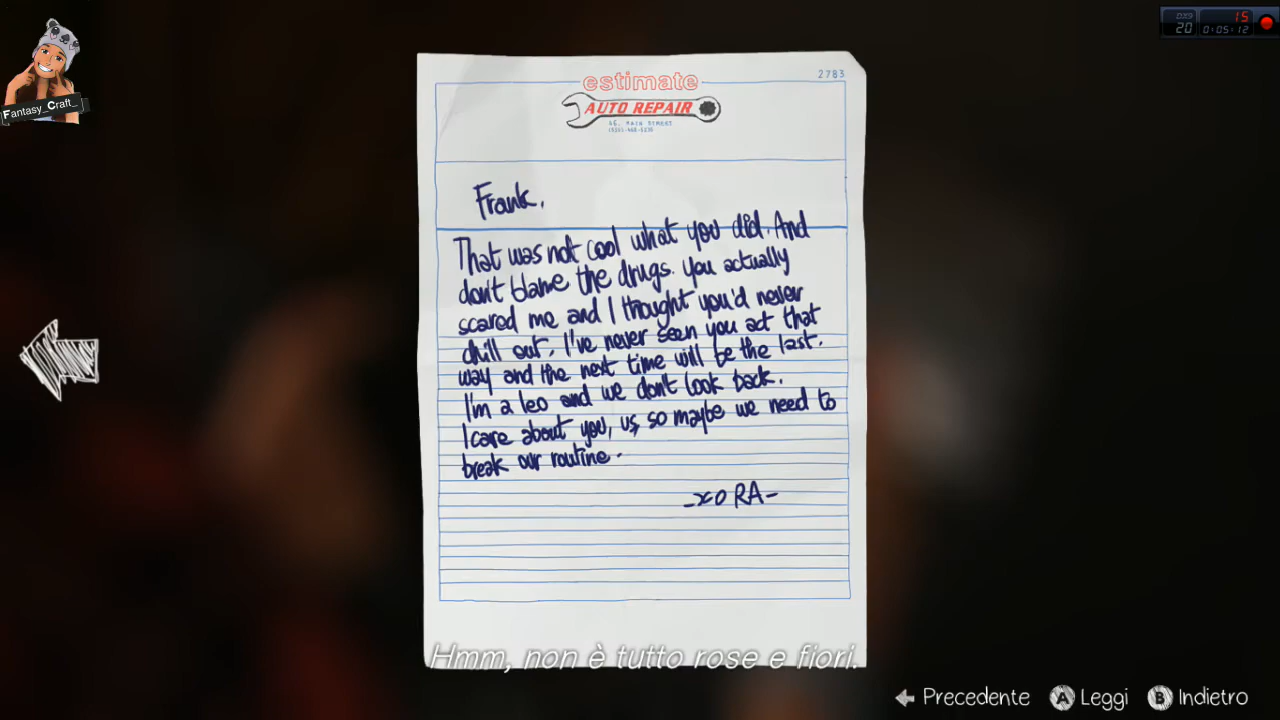 Fantasy_Craft_
DXO
20
15
0:05:12
2783
estimate
AUTO REPAIR
46, MAIN STREET
Frank,
That was not cool what you did. And
don't blame the drugs. You actually
scared me and I thought you'd never
chill out. I've never seen you act that
way and the next time will be the last.
I'm a leo and we don't look back.
I care about you, us, so maybe we need to
break our routine.
-XO RA-
Hmm, non è tutto rose e fiori.
Precedente A Leggi B Indietro